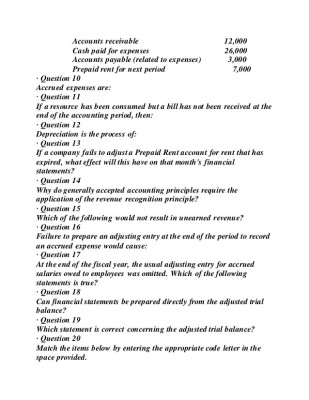 Accounts receivable 12,000
Cash paid for expenses 26,000
Accounts payable (related to expenses) 3,000
Prepaid rent for next period 7,000
· Question 10
Accrued expenses are:
· Question 11
If a resource has been consumed but a bill has not been received at the
end of the accounting period, then:
· Question 12
Depreciation is the process of:
· Question 13
If a company fails to adjust a Prepaid Rent account for rent that has
expired, what effect will this have on that month's financial
statements?
· Question 14
Why do generally accepted accounting principles require the
application of the revenue recognition principle?
· Question 15
Which of the following would not result in unearned revenue?
· Question 16
Failure to prepare an adjusting entry at the end of the period to record
an accrued expense would cause:
· Question 17
At the end of the fiscal year, the usual adjusting entry for accrued
salaries owed to employees was omitted. Which of the following
statements is true?
· Question 18
Can financial statements be prepared directly from the adjusted trial
balance?
· Question 19
Which statement is correct concerning the adjusted trial balance?
· Question 20
Match the items below by entering the appropriate code letter in the
space provided.